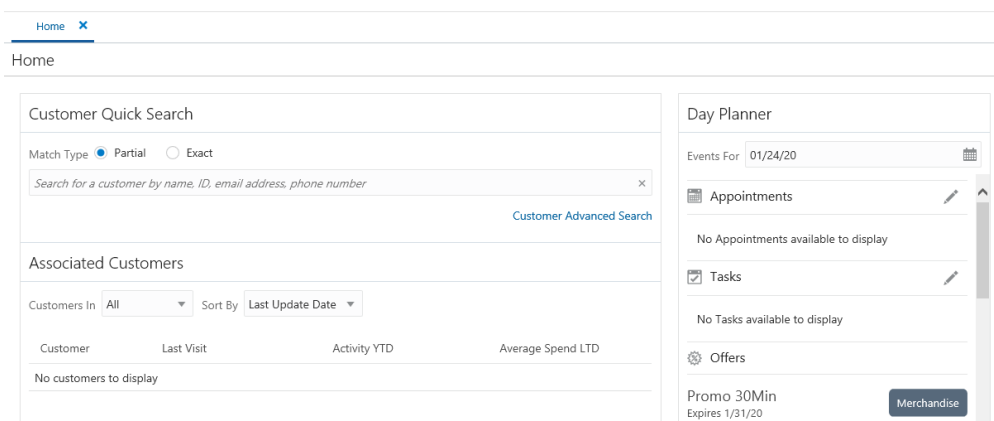 Home
Home
Customer Quick Search
Match Type Partial Exact
Search for a customer by name, ID, email address, phone number
Customer Advanced Search
Associated Customers
Customers In All Sort By Last Update Date
Customer Last Visit Activity YTD Average Spend LTD
No customers to display
Day Planner
Events For 01/24/20
Appointments
No Appointments available to display
Tasks
No Tasks available to display
Offers
Promo 30Min
Expires 1/31/20
Merchandise